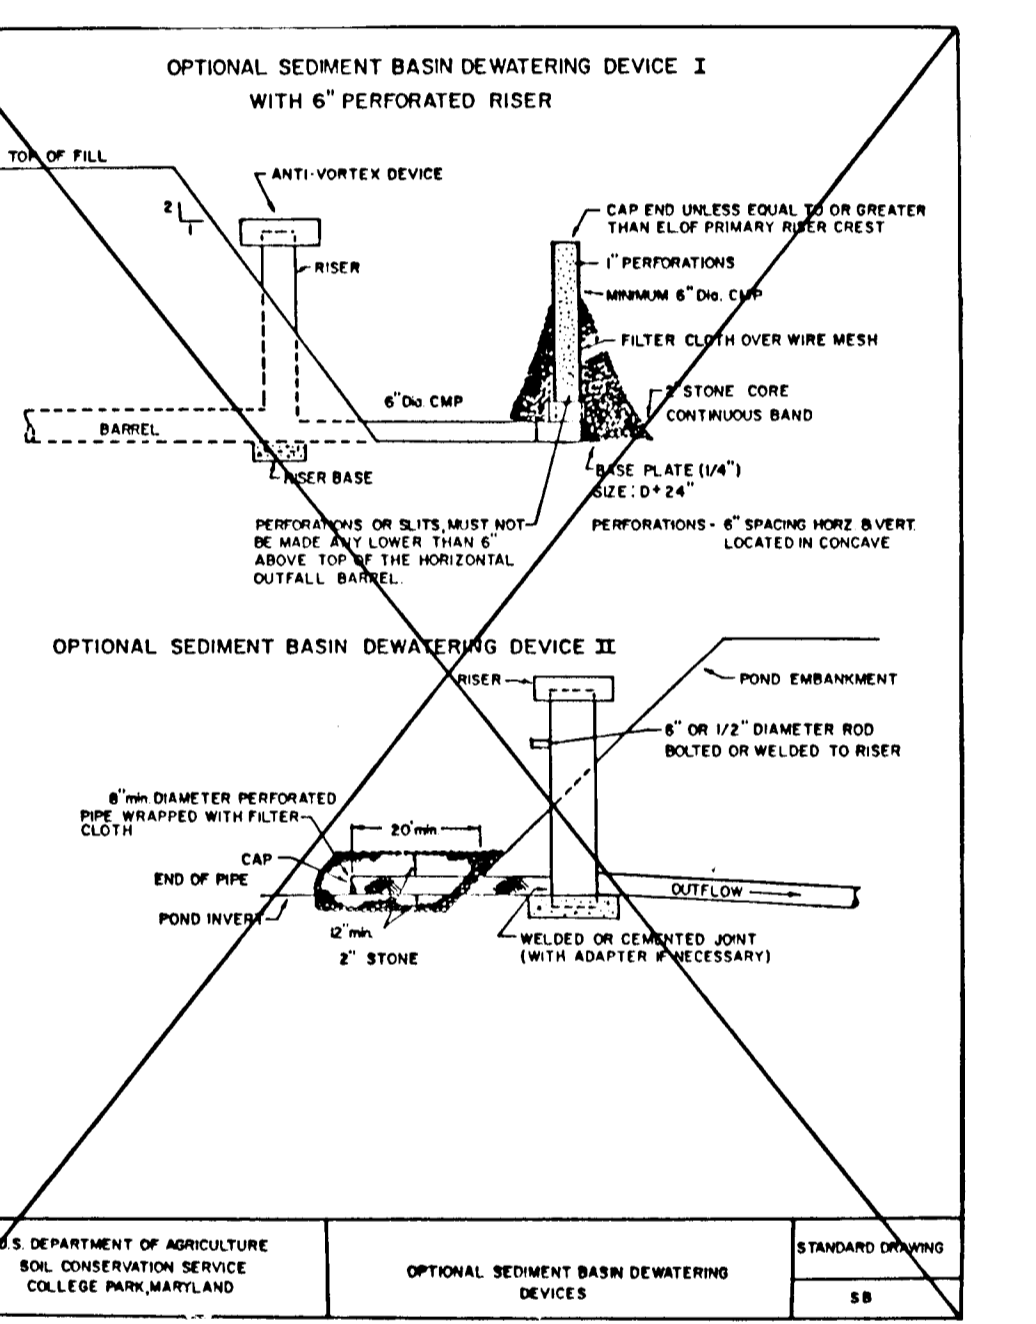 OPTIONAL SEDIMENT BASIN DEWATERING DEVICE I
WITH 6" PERFORATED RISER
TOP OF FILL
ANTI-VORTEX DEVICE
2
1
CAP END UNLESS EQUAL TO OR GREATER
THAN EL.OF PRIMARY RISER CREST
RISER
1" PERFORATIONS
MINIMUM 6" Dia. CMP
FILTER CLOTH OVER WIRE MESH
6" Dia. CMP
2" STONE CORE
CONTINUOUS BAND
BARREL
RISER BASE
BASE PLATE (1/4")
SIZE: D+24"
PERFORATIONS OR SLITS, MUST NOT
BE MADE ANY LOWER THAN 6"
ABOVE TOP OF THE HORIZONTAL
OUTFALL BARREL.
PERFORATIONS - 6" SPACING HORZ. & VERT.
LOCATED IN CONCAVE
OPTIONAL SEDIMENT BASIN DEWATERING DEVICE II
RISER
POND EMBANKMENT
6" OR 1/2" DIAMETER ROD
BOLTED OR WELDED TO RISER
min. DIAMETER PERFORATED
PIPE WRAPPED WITH FILTER
CLOTH
20' min
CAP
END OF PIPE
OUTFLOW
POND INVERT
12" min.
2" STONE
WELDED OR CEMENTED JOINT
(WITH ADAPTER IF NECESSARY)
U.S. DEPARTMENT OF AGRICULTURE
SOIL CONSERVATION SERVICE
COLLEGE PARK, MARYLAND
OPTIONAL SEDIMENT BASIN DEWATERING
DEVICES
STANDARD DRAWING
SB